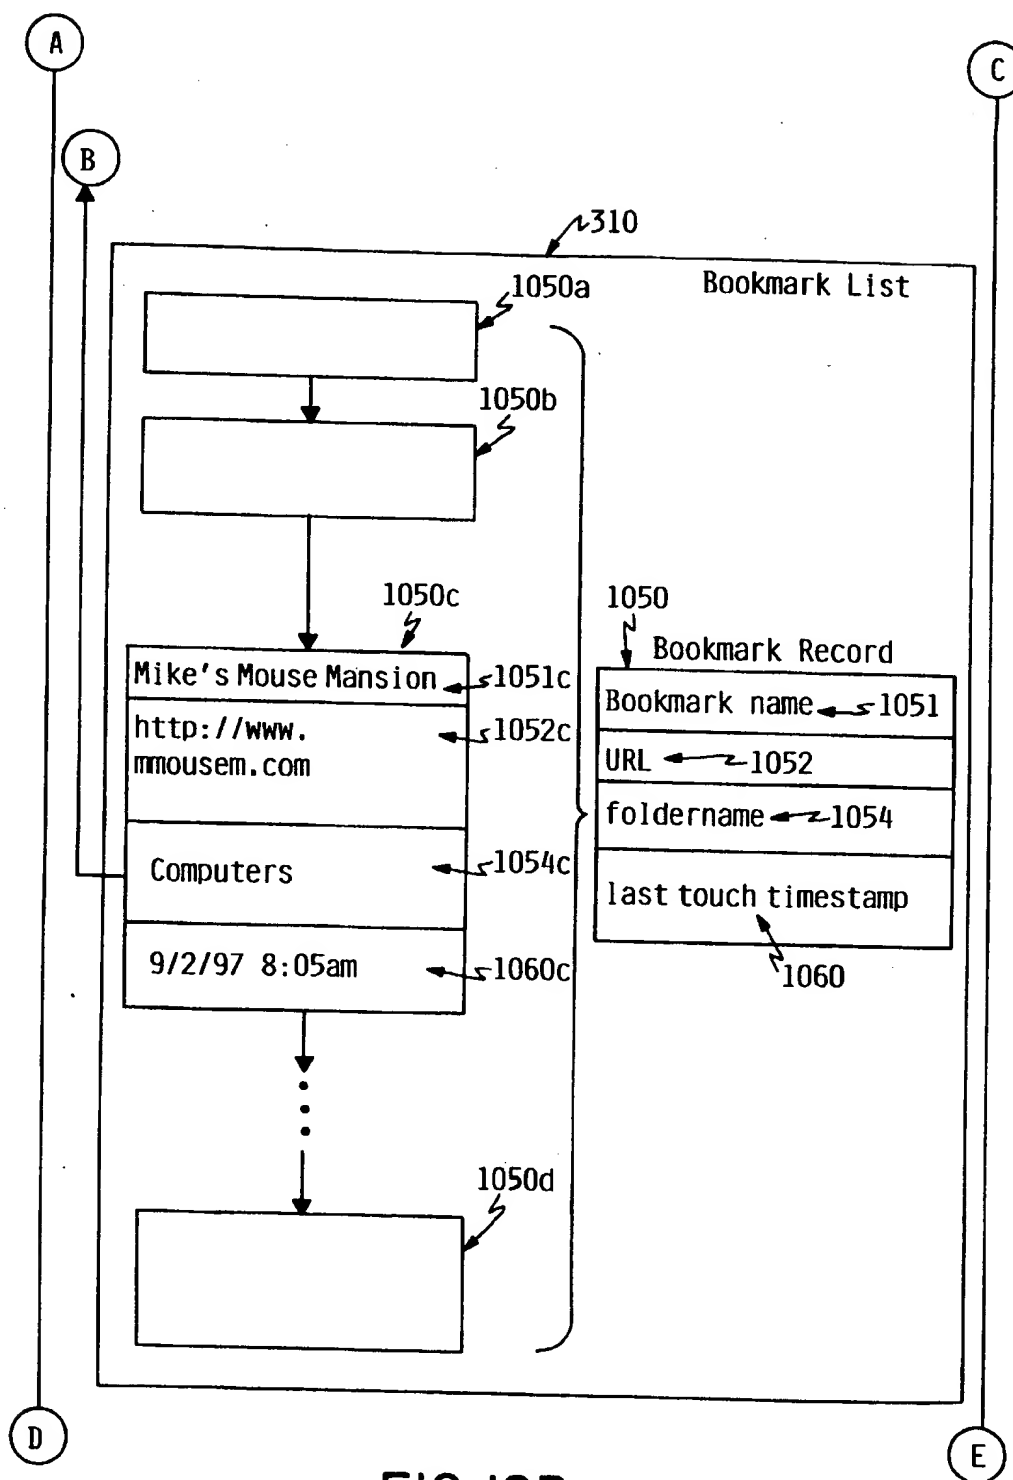 A
C
B
310
Bookmark List
1050a
1050b
1050c
Mike's Mouse Mansion
1051c
http://www.
mmousem.com
1052c
Computers
1054c
9/2/97 8:05am
1060c
1050
Bookmark Record
Bookmark name
1051
URL
1052
foldername
1054
last touch timestamp
1060
1050d
D
E